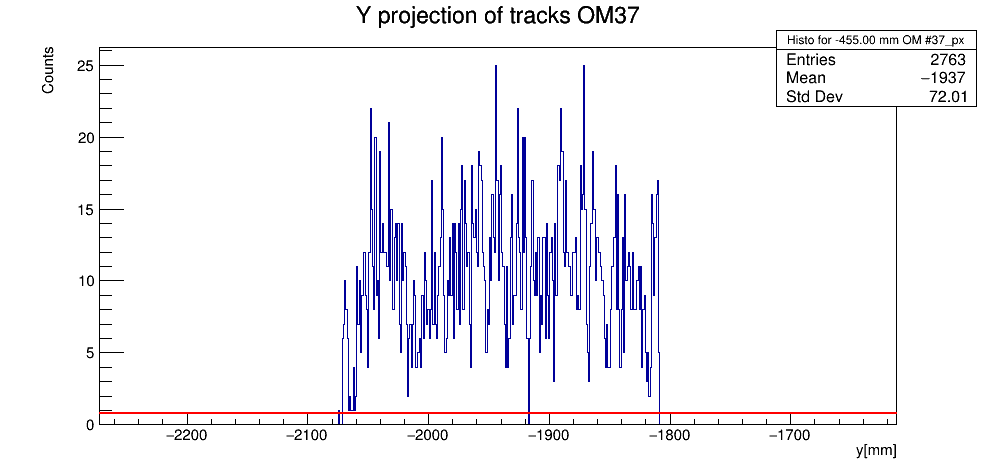 Y projection of tracks OM37
Histo for -455.00 mm OM #37_px
Entries 2763
Mean −1937
Std Dev 72.01
Counts
25
20
15
10
5
0
−2200 −2100 −2000 −1900 −1800 −1700
y[mm]